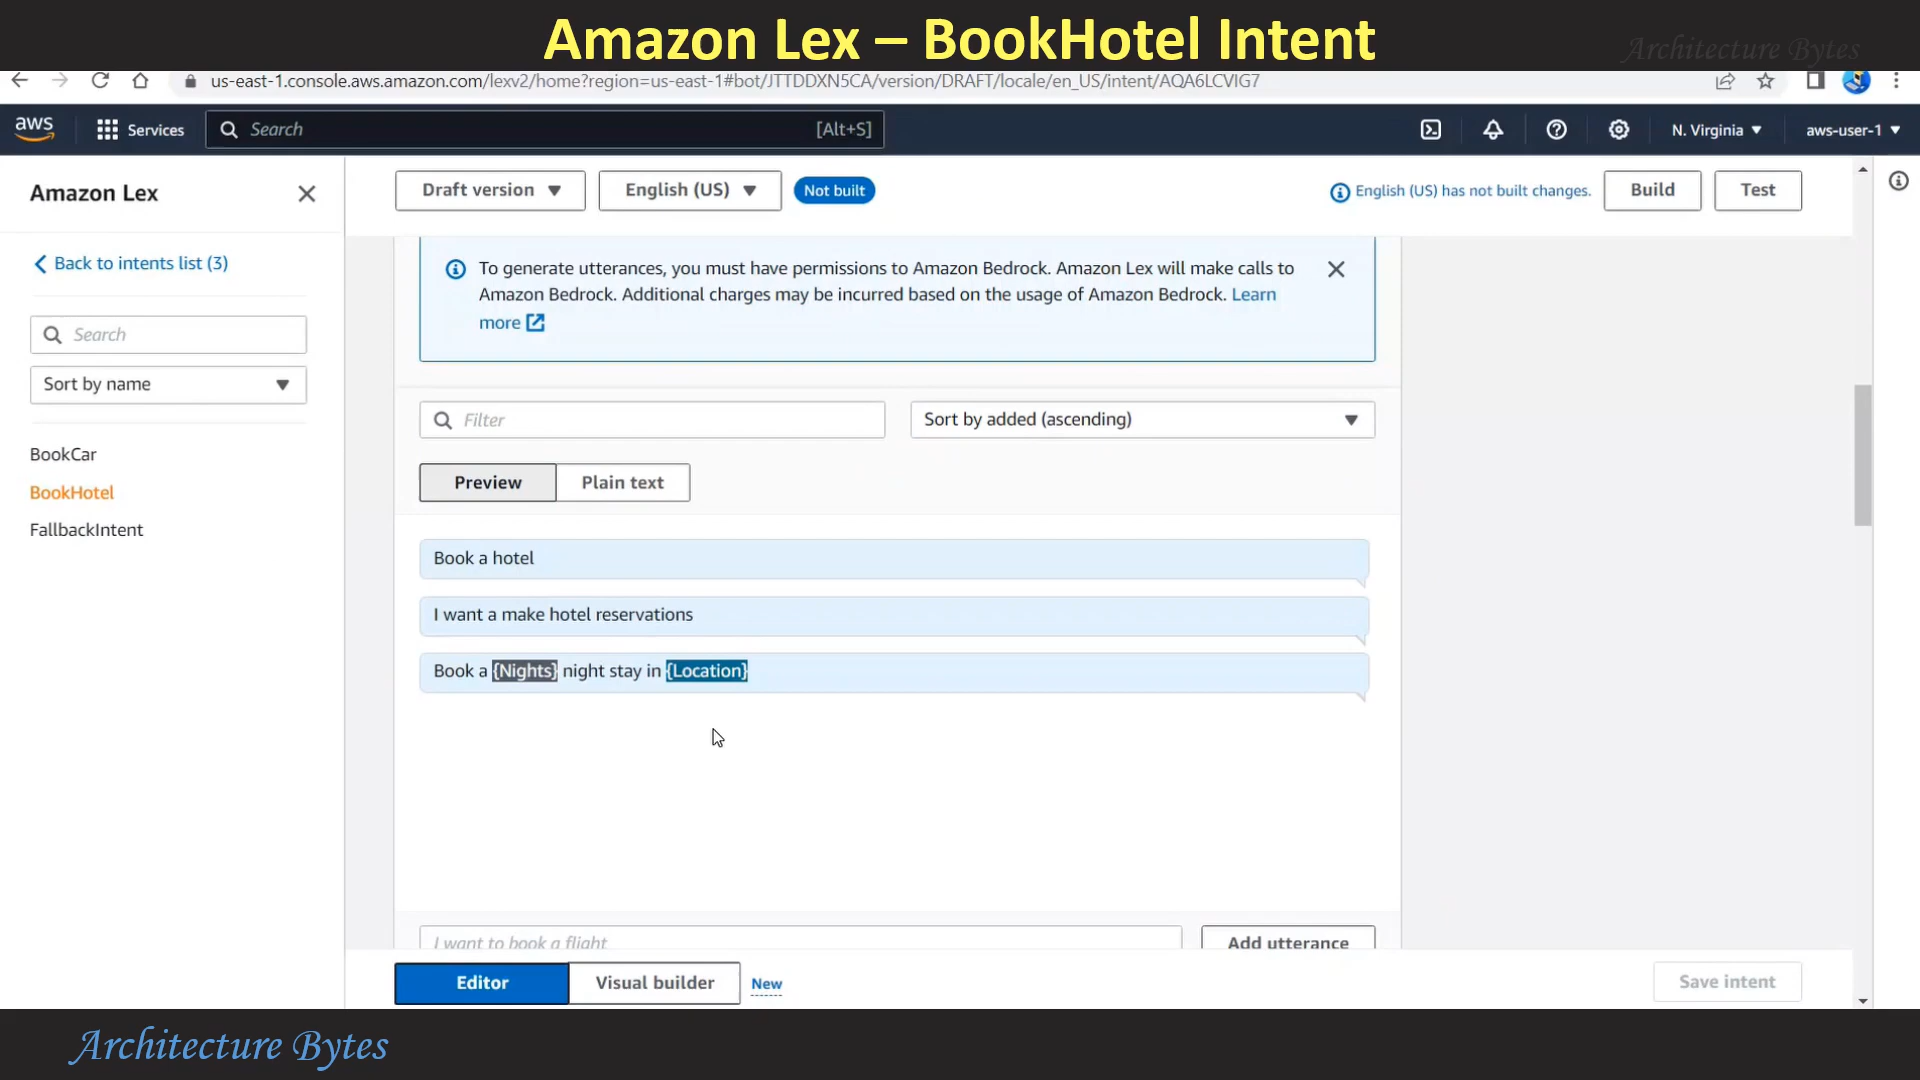 Amazon Lex – BookHotel Intent
Architecture Bytes
us-east-1.console.aws.amazon.com/lexv2/home?region=us-east-1#bot/JTTDDXN5CA/version/DRAFT/locale/en_US/intent/AQA6LCVIG7
aws
Services
Search
[Alt+S]
N. Virginia
aws-user-1
Amazon Lex
Back to intents list (3)
Search
Sort by name
BookCar
BookHotel
FallbackIntent
Draft version
English (US)
Not built
English (US) has not built changes.
Build
Test
To generate utterances, you must have permissions to Amazon Bedrock. Amazon Lex will make calls to
Amazon Bedrock. Additional charges may be incurred based on the usage of Amazon Bedrock. Learn
more
Filter
Sort by added (ascending)
Preview
Plain text
Book a hotel
I want a make hotel reservations
Book a {Nights} night stay in {Location}
I want to book a flight
Add utterance
Editor
Visual builder
New
Save intent
Architecture Bytes